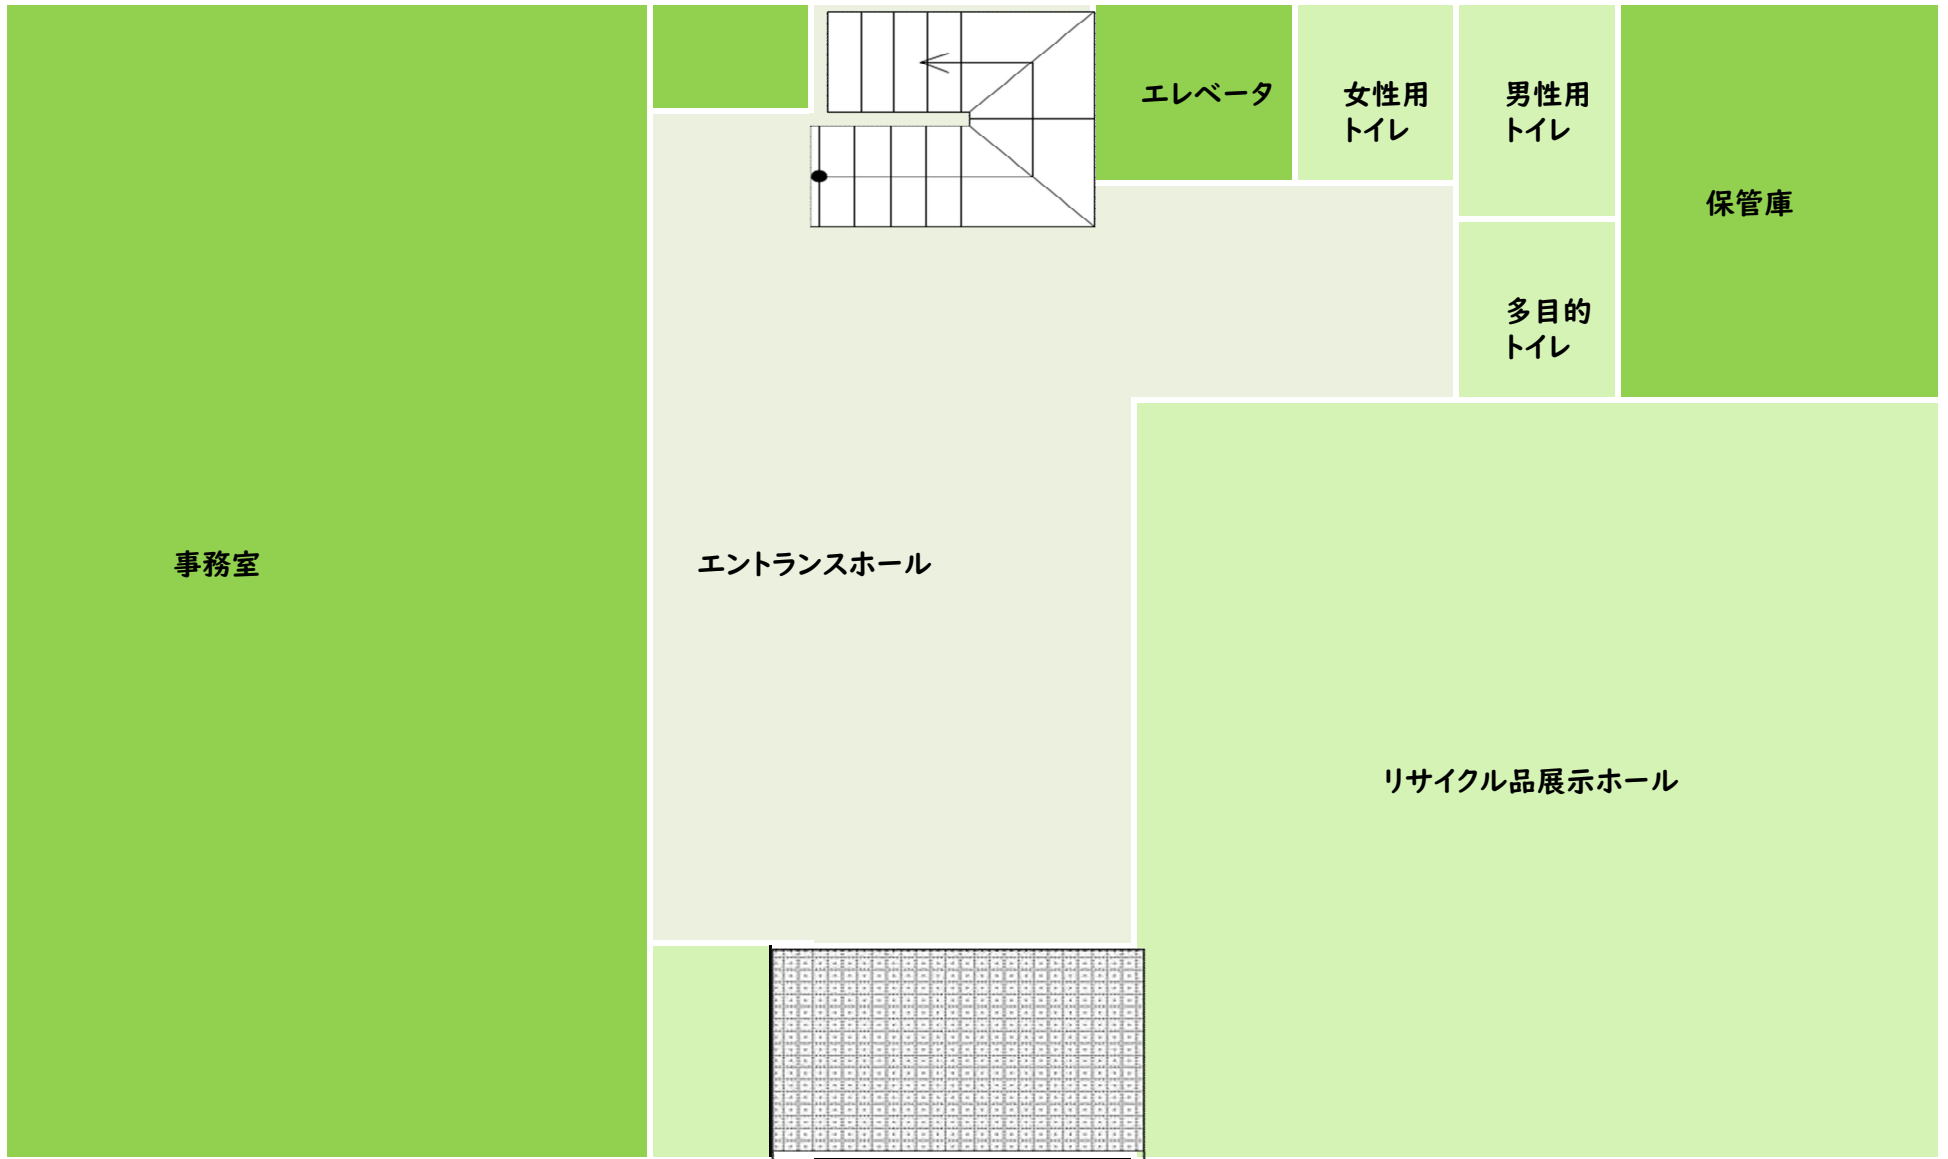 エレベータ
女性用
トイレ
男性用
トイレ
保管庫
多目的
トイレ
事務室
エントランスホール
リサイクル品展示ホール